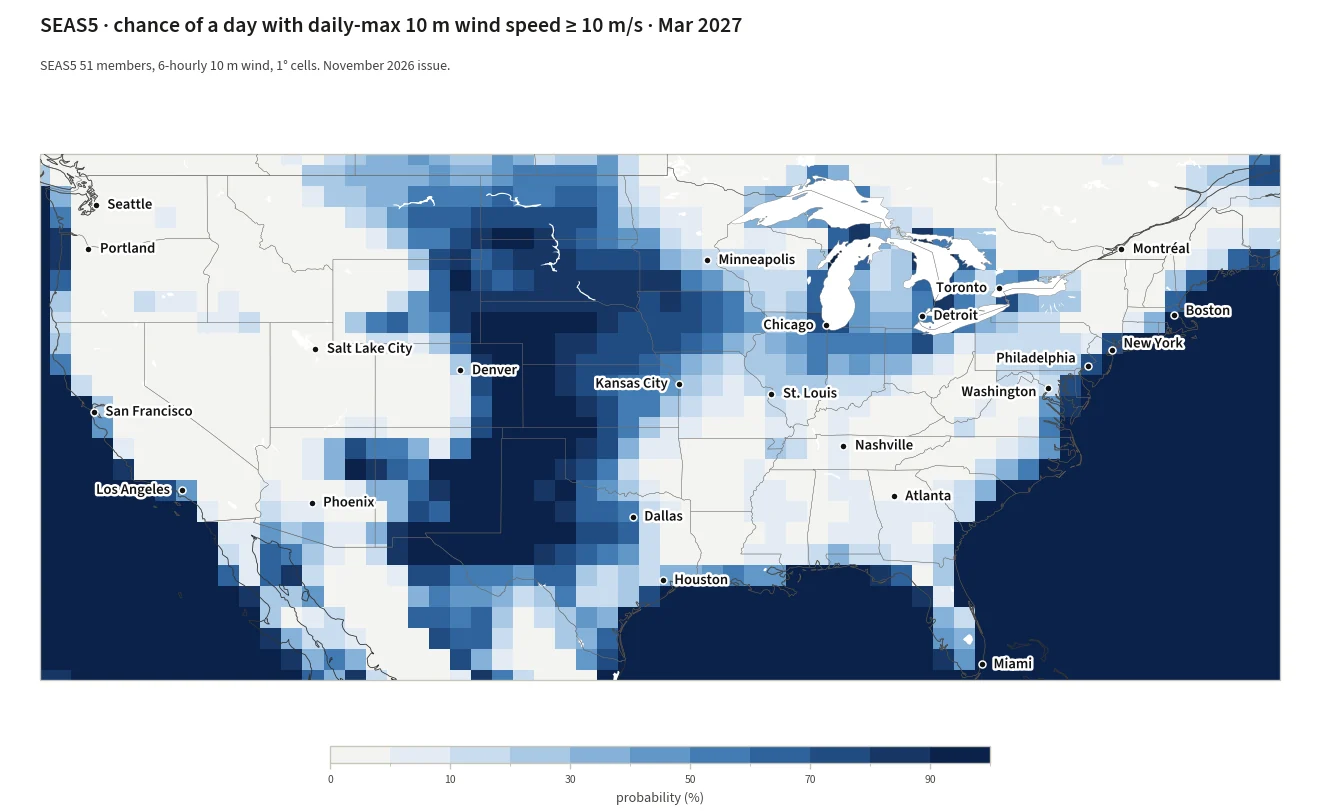 SEAS5 · chance of a day with daily-max 10 m wind speed ≥ 10 m/s · Mar 2027
SEAS5 51 members, 6-hourly 10 m wind, 1° cells. November 2026 issue.
Seattle
Portland
Montréal
Minneapolis
Toronto
Boston
Detroit
Chicago
New York
Salt Lake City
Philadelphia
Denver
Kansas City
Washington
St. Louis
San Francisco
Nashville
Los Angeles
Atlanta
Phoenix
Dallas
Houston
Miami
0 10 30 50 70 90
probability (%)